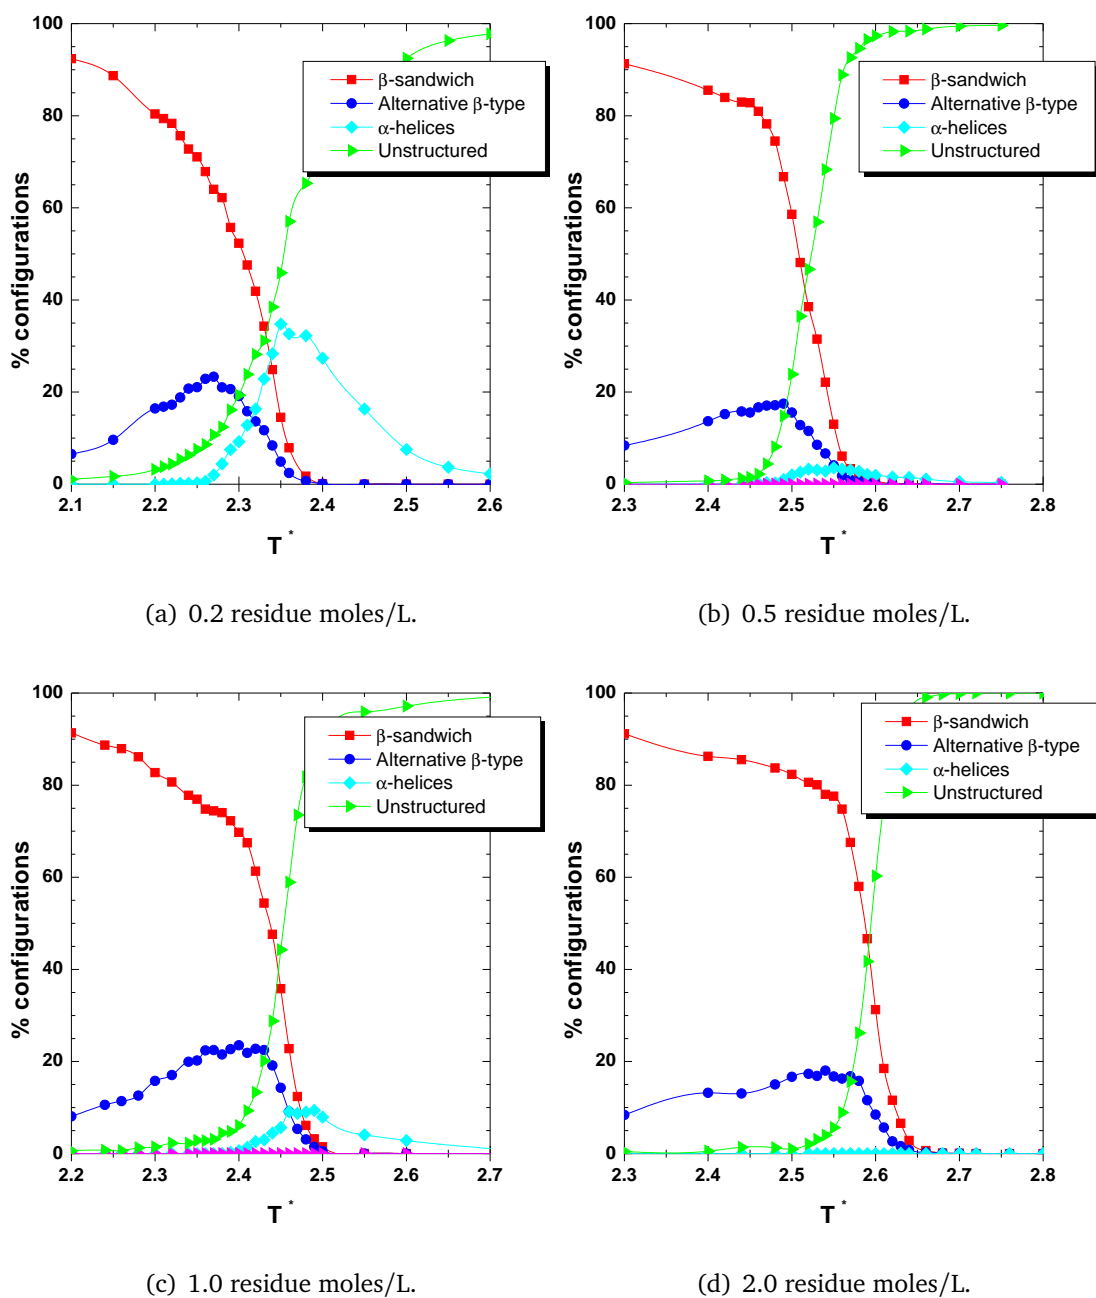 100
80
60
40
20
0
2.1 2.2 2.3 2.4 2.5 2.6
% configurations
T*
β-sandwich
Alternative β-type
α-helices
Unstructured
(a) 0.2 residue moles/L.
100
80
60
40
20
0
2.3 2.4 2.5 2.6 2.7 2.8
% configurations
T*
β-sandwich
Alternative β-type
α-helices
Unstructured
(b) 0.5 residue moles/L.
100
80
60
40
20
0
2.2 2.3 2.4 2.5 2.6 2.7
% configurations
T*
β-sandwich
Alternative β-type
α-helices
Unstructured
(c) 1.0 residue moles/L.
100
80
60
40
20
0
2.3 2.4 2.5 2.6 2.7 2.8
% configurations
T*
β-sandwich
Alternative β-type
α-helices
Unstructured
(d) 2.0 residue moles/L.